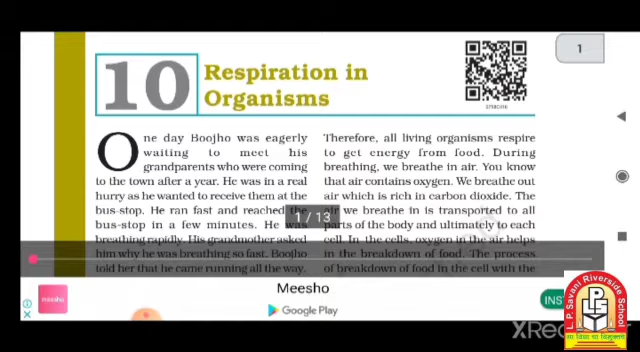 1
10
Respiration in
Organisms
One day Boojho was eagerly
waiting to meet his
grandparents who were coming
to the town after a year. He was in a real
hurry as he wanted to receive them at the
bus-stop. He ran fast and reached the
bus-stop in a few minutes. He was
breathing rapidly. His grandmother asked
him why he was breathing so fast. Boojho
told her that he came running all the way.
Therefore, all living organisms respire
to get energy from food. During
breathing, we breathe in air. You know
that air contains oxygen. We breathe out
air which is rich in carbon dioxide. The
air we breathe in is transported to all
parts of the body and ultimately to each
cell. In the cells, oxygen in the air helps
in the breakdown of food. The process
of breakdown of food in the cell with the
1 / 13
meesho
Meesho
Google Play
INS
XRec
L. P. Savani Riverside School
LPS